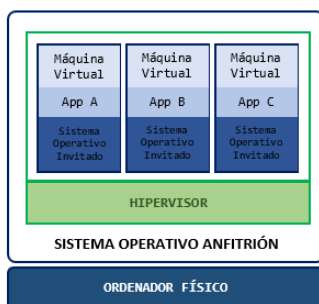 Máquina Virtual
App A
Sistema Operativo Invitado
Máquina Virtual
App B
Sistema Operativo Invitado
Máquina Virtual
App C
Sistema Operativo Invitado
HIPERVISOR
SISTEMA OPERATIVO ANFITRIÓN
ORDENADOR FÍSICO